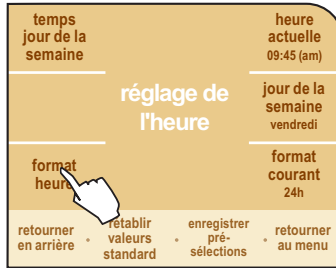 temps
jour de la
semaine
heure
actuelle
09:45 (am)
réglage de
l'heure
jour de la
semaine
vendredi
format
heure
format
courant
24h
retourner
en arrière
•
rétablir
valeurs
standard
•
enregistrer
pré-
sélections
•
retourner
au menu